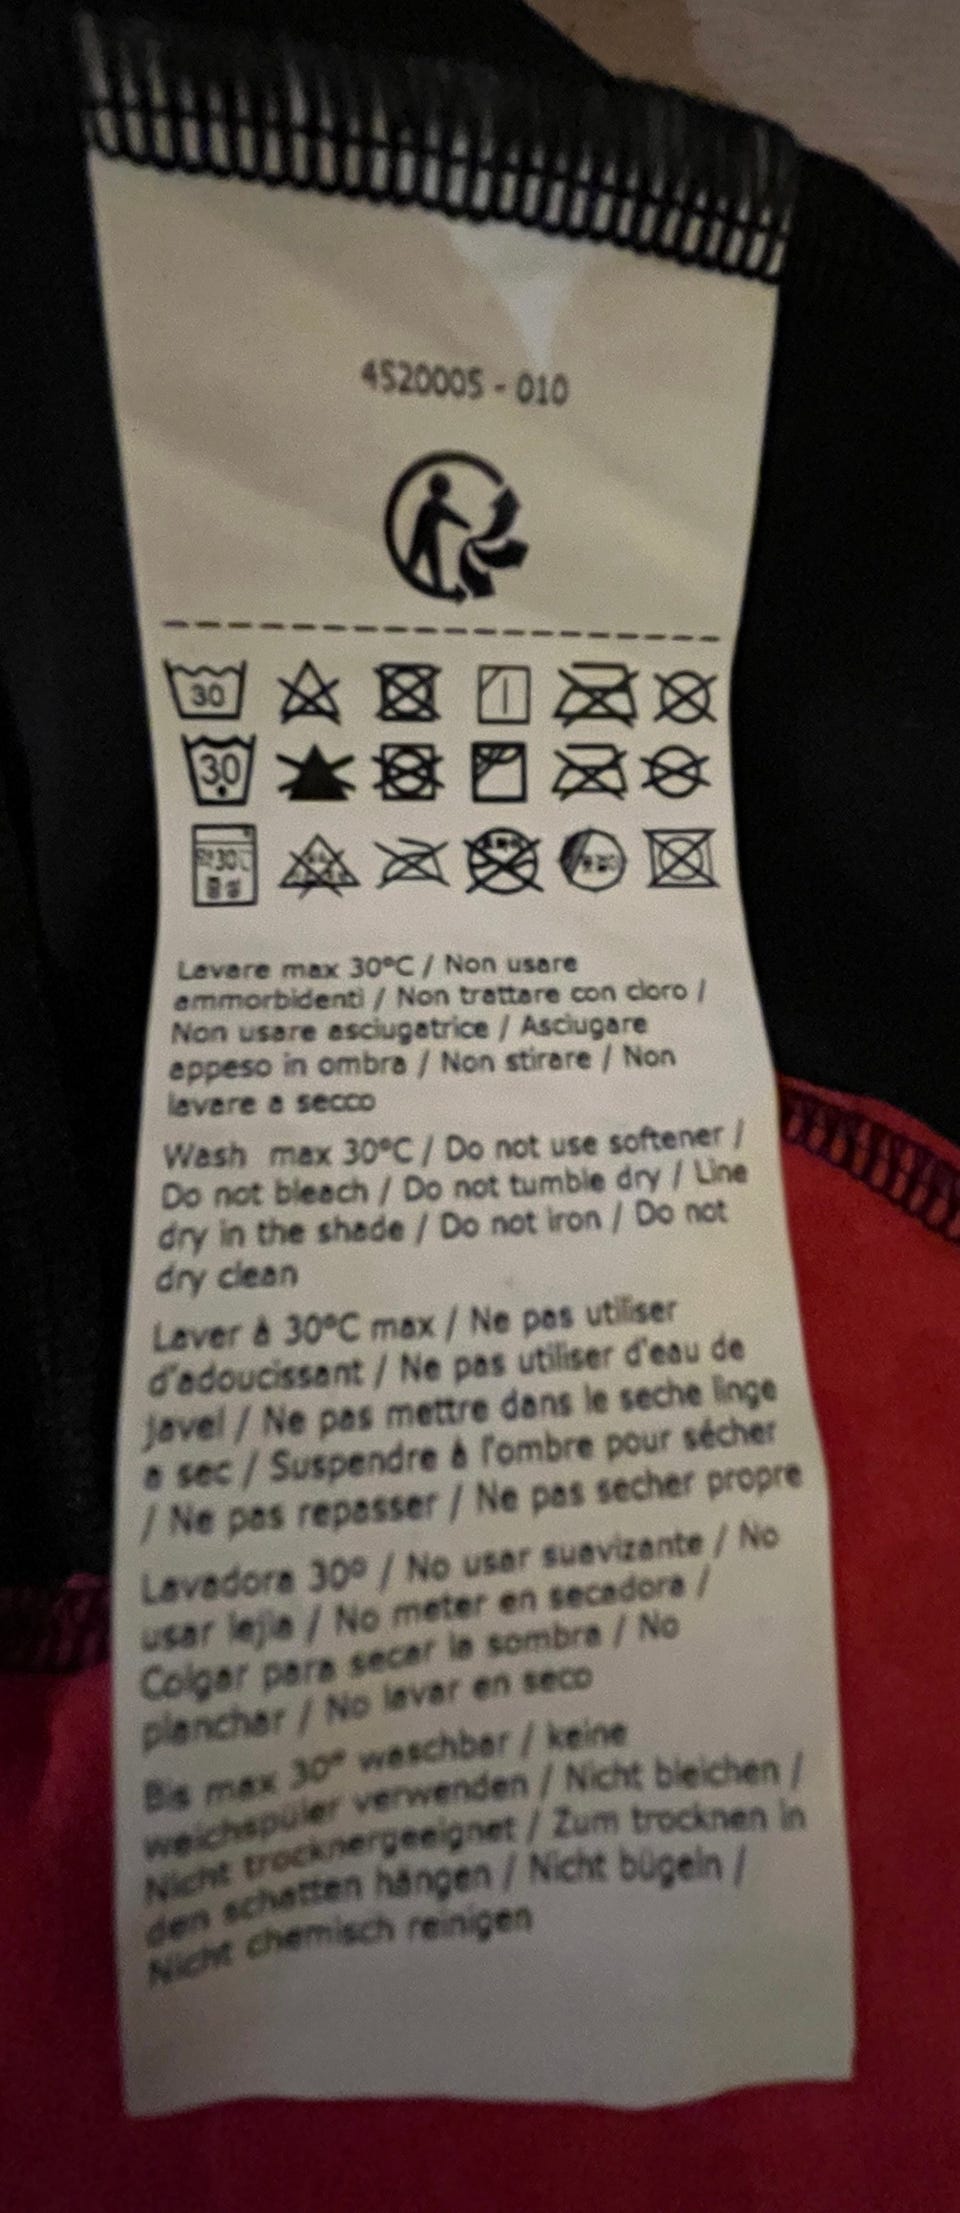 4520005 - 010
30
30
30
Lavare max 30°C / Non usare
ammorbidenti / Non trattare con cloro /
Non usare asciugatrice / Asciugare
appeso in ombra / Non stirare / Non
lavare a secco
Wash max 30°C / Do not use softener /
Do not bleach / Do not tumble dry / Line
dry in the shade / Do not iron / Do not
dry clean
Laver à 30°C max / Ne pas utiliser
d'adoucissant / Ne pas utiliser d'eau de
javel / Ne pas mettre dans le seche linge
a sec / Suspendre à l'ombre pour sécher
/ Ne pas repasser / Ne pas secher propre
Lavadora 30º / No usar suavizante / No
usar lejia / No meter en secadora /
Colgar para secar la sombra / No
planchar / No lavar en seco
Bis max 30° waschbar / keine
weichspüler verwenden / Nicht bleichen /
Nicht trocknergeeignet / Zum trocknen in
den schatten hängen / Nicht bügeln /
Nicht chemisch reinigen